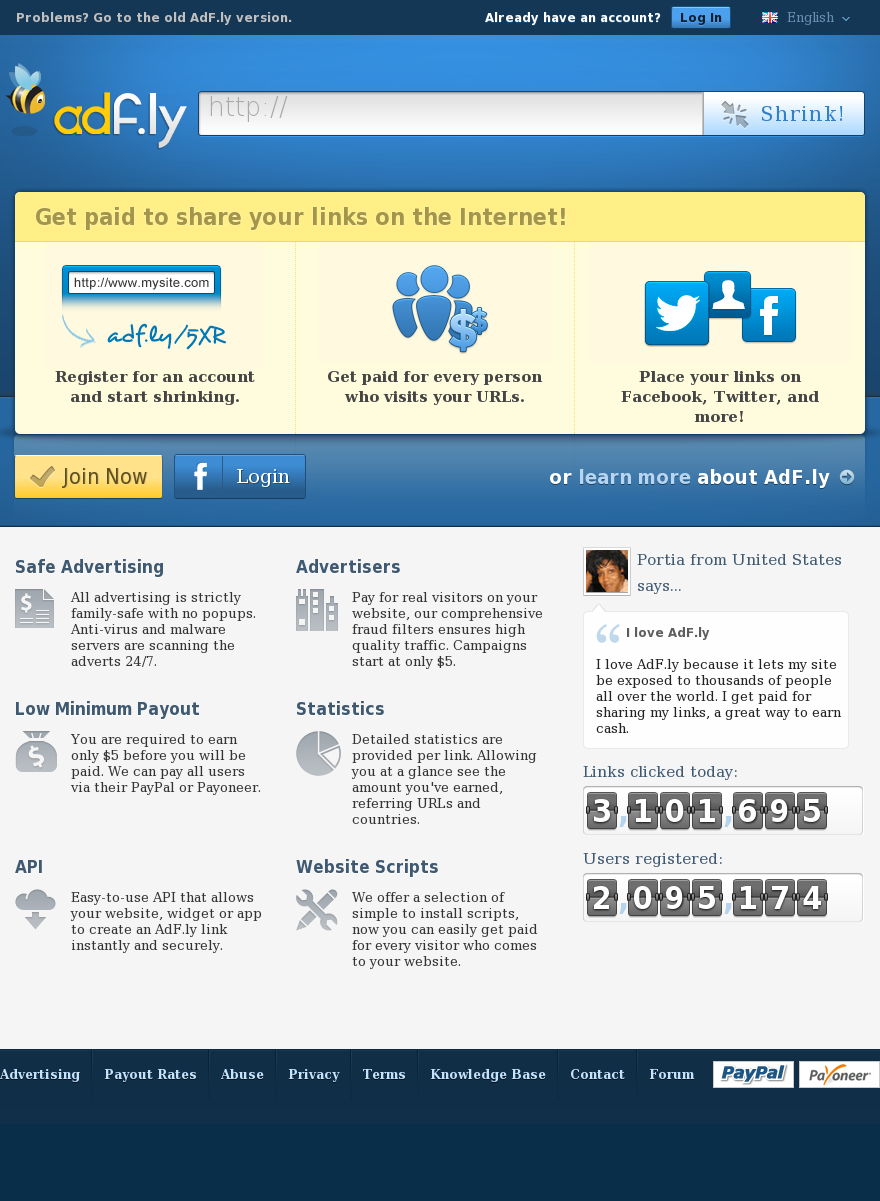 Problems? Go to the old AdF.ly version.
Already have an account?
Log In
English
adf.ly
http://
Shrink!
Get paid to share your links on the Internet!
http://www.mysite.com
adf.ly/5XR
Register for an account
and start shrinking.
Get paid for every person
who visits your URLs.
Place your links on
Facebook, Twitter, and
more!
Join Now
f Login
or learn more about AdF.ly
Safe Advertising
All advertising is strictly
family-safe with no popups.
Anti-virus and malware
servers are scanning the
adverts 24/7.
Advertisers
Pay for real visitors on your
website, our comprehensive
fraud filters ensures high
quality traffic. Campaigns
start at only $5.
Low Minimum Payout
You are required to earn
only $5 before you will be
paid. We can pay all users
via their PayPal or Payoneer.
Statistics
Detailed statistics are
provided per link. Allowing
you at a glance see the
amount you've earned,
referring URLs and
countries.
API
Easy-to-use API that allows
your website, widget or app
to create an AdF.ly link
instantly and securely.
Website Scripts
We offer a selection of
simple to install scripts,
now you can easily get paid
for every visitor who comes
to your website.
Portia from United States
says...
“ I love AdF.ly
I love AdF.ly because it lets my site
be exposed to thousands of people
all over the world. I get paid for
sharing my links, a great way to earn
cash.
Links clicked today:
3,101,695
Users registered:
2,095,174
Advertising
Payout Rates
Abuse
Privacy
Terms
Knowledge Base
Contact
Forum
PayPal
Payoneer